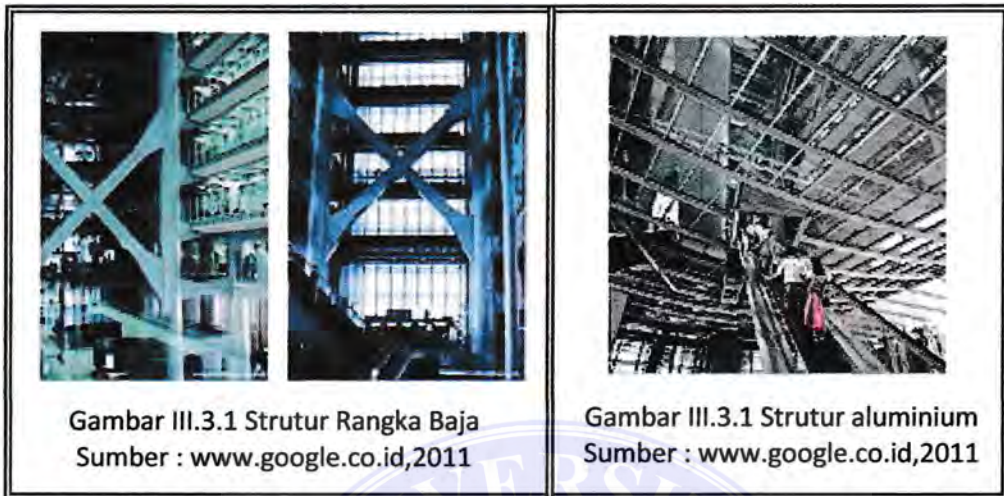 Gambar III.3.1 Strutur Rangka Baja
Sumber : www.google.co.id,2011
Gambar III.3.1 Strutur aluminium
Sumber : www.google.co.id,2011
VERSI